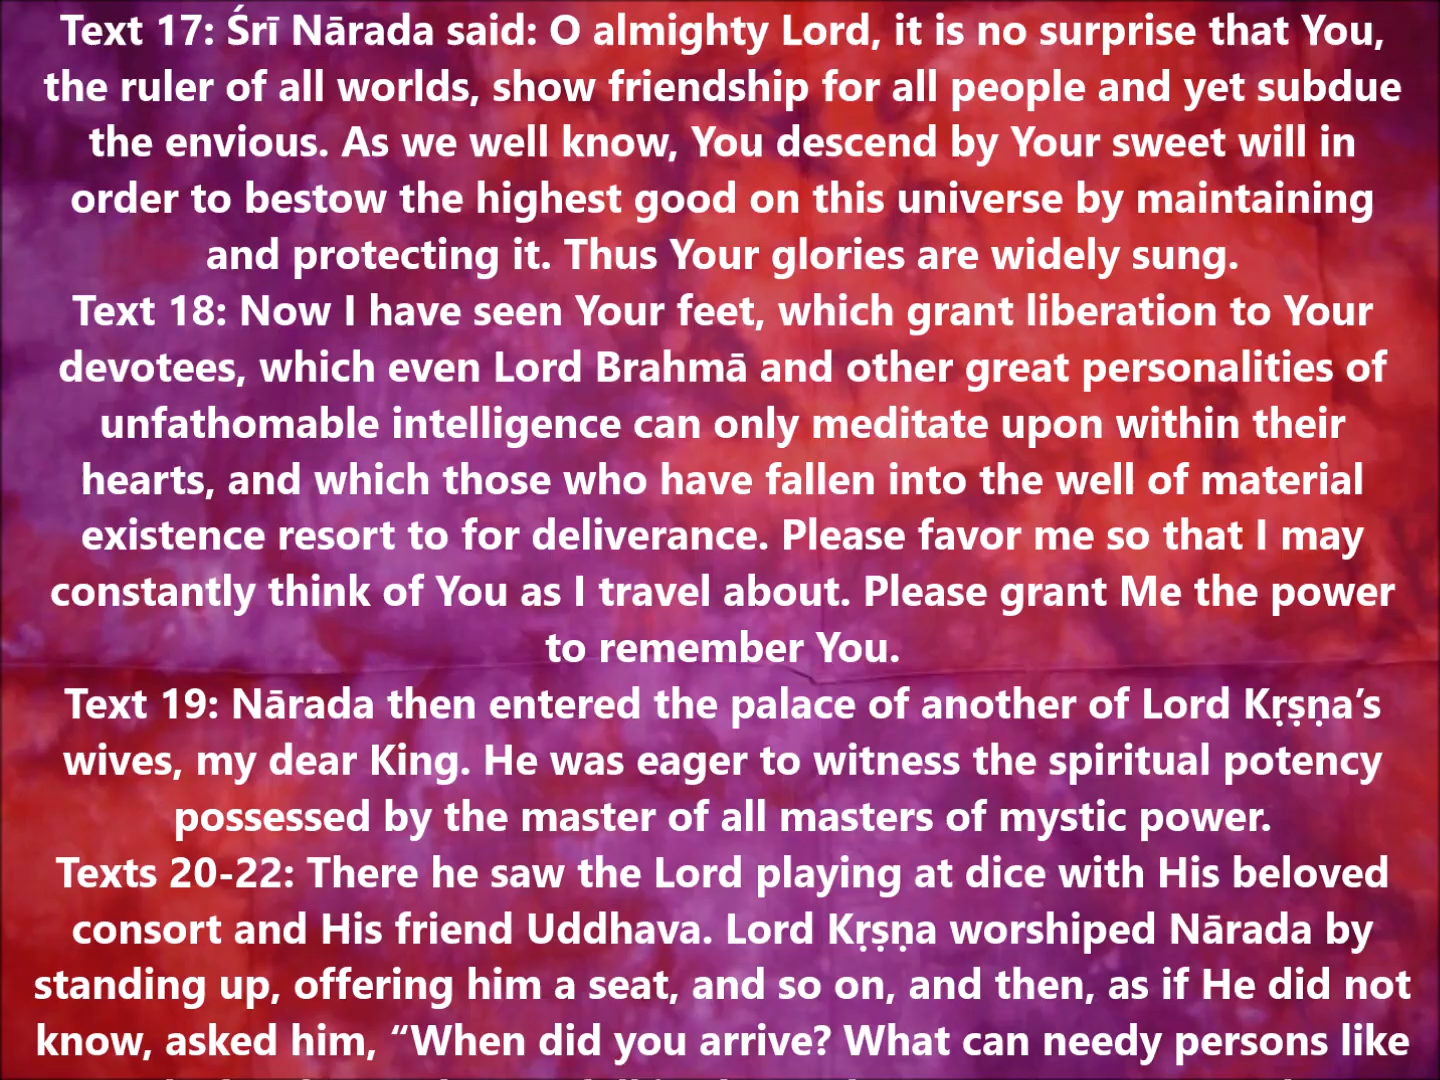 Text 17: Śrī Nārada said: O almighty Lord, it is no surprise that You,
the ruler of all worlds, show friendship for all people and yet subdue
the envious. As we well know, You descend by Your sweet will in
order to bestow the highest good on this universe by maintaining
and protecting it. Thus Your glories are widely sung.
Text 18: Now I have seen Your feet, which grant liberation to Your
devotees, which even Lord Brahmā and other great personalities of
unfathomable intelligence can only meditate upon within their
hearts, and which those who have fallen into the well of material
existence resort to for deliverance. Please favor me so that I may
constantly think of You as I travel about. Please grant Me the power
to remember You.
Text 19: Nārada then entered the palace of another of Lord Kṛṣṇa’s
wives, my dear King. He was eager to witness the spiritual potency
possessed by the master of all masters of mystic power.
Texts 20-22: There he saw the Lord playing at dice with His beloved
consort and His friend Uddhava. Lord Kṛṣṇa worshiped Nārada by
standing up, offering him a seat, and so on, and then, as if He did not
know, asked him, “When did you arrive? What can needy persons like